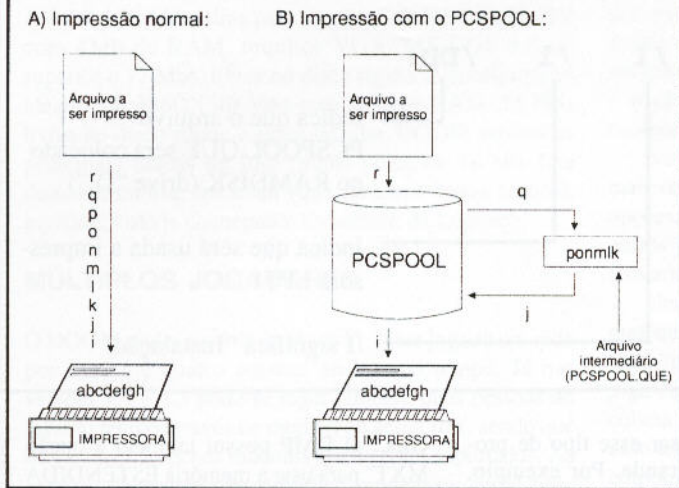 A) Impressão normal:
B) Impressão com o PCSPOOL:
Arquivo a
ser impresso
r
q
p
o
n
m
l
k
j
abcdefgh
IMPRESSORA
Arquivo a
ser impresso
r
q
PCSPOOL
ponmlk
j
i
Arquivo
intermediário
(PCSPOOL.QUE)
abcdefgh
IMPRESSORA